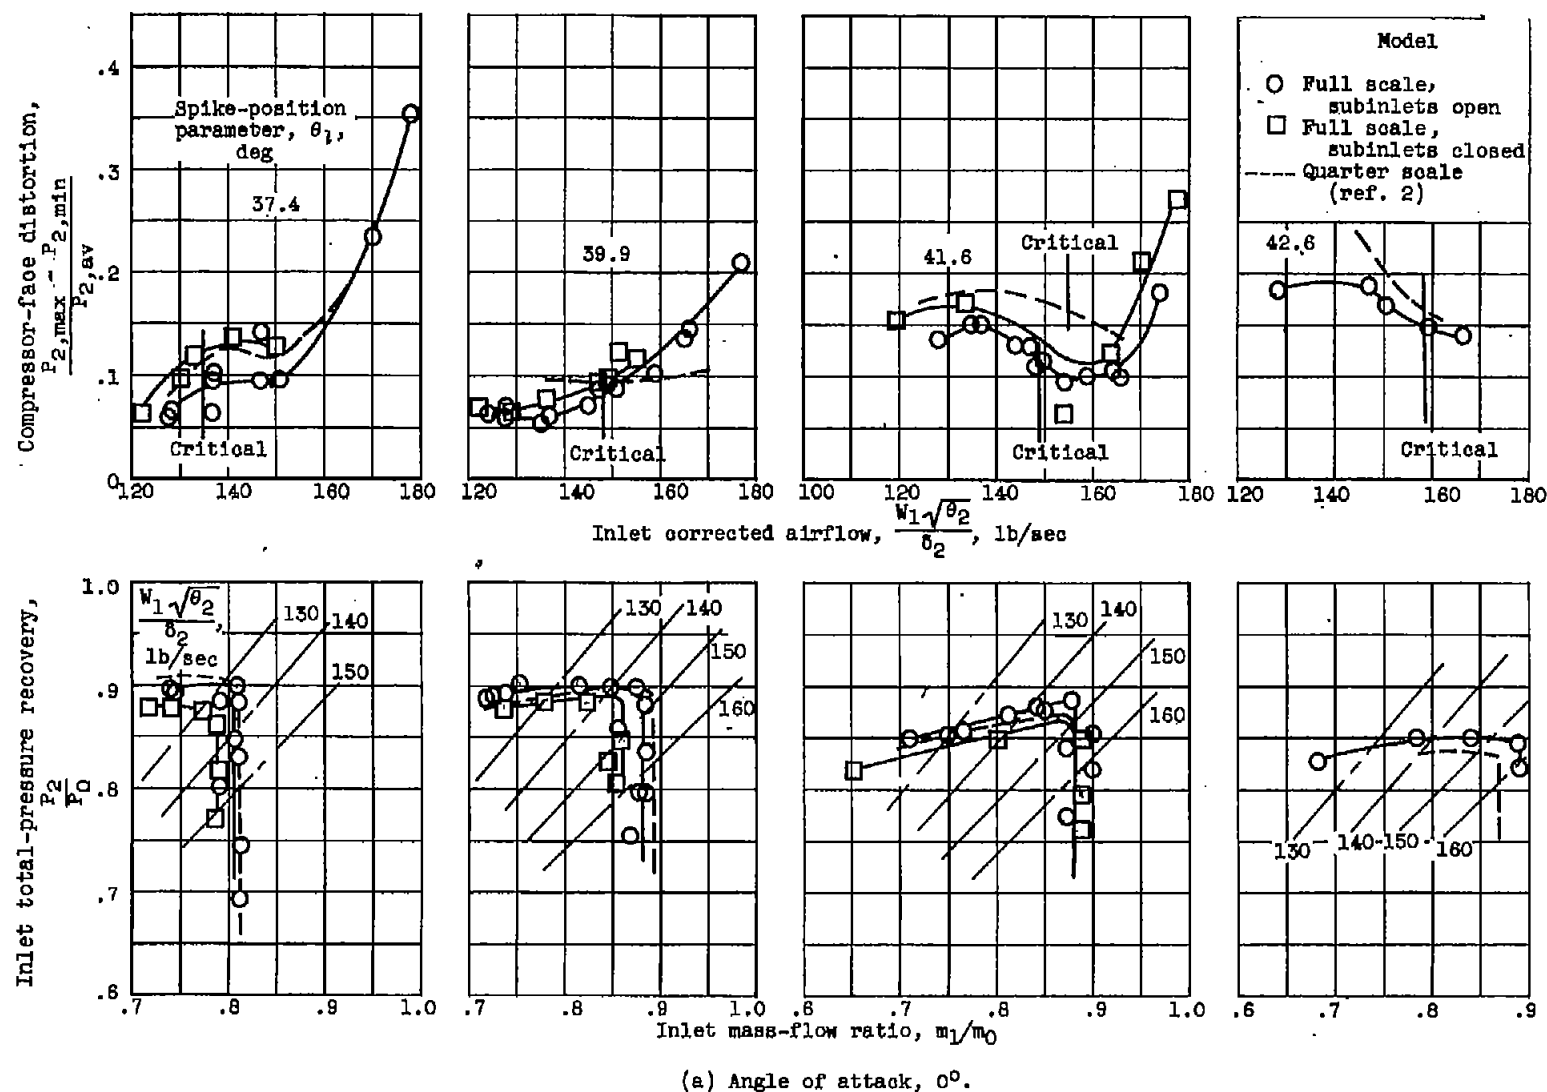 Compressor-face distortion,
P2,max - P2,min
P2,av
.4
.3
.2
.1
0
Spike-position
parameter, θl,
deg
37.4
Critical
120 140 160 180
39.9
Critical
120 140 160 180
41.6
Critical
Critical
100 120 140 160 180
Model
Full scale,
subinlets open
Full scale,
subinlets closed
Quarter scale
(ref. 2)
42.6
Critical
120 140 160 180
Inlet corrected airflow, W1√θ2/δ2, lb/sec
Inlet total-pressure recovery,
P2
P0
1.0
.9
.8
.7
.6
W1√θ2
δ2,
lb/sec
130
140
150
.7 .8 .9 1.0
130
140
150
160
.7 .8 .9 1.0
130
140
150
160
.6 .7 .8 .9 1.0
130 140 150 160
.6 .7 .8 .9
Inlet mass-flow ratio, m1/m0
(a) Angle of attack, 0°.